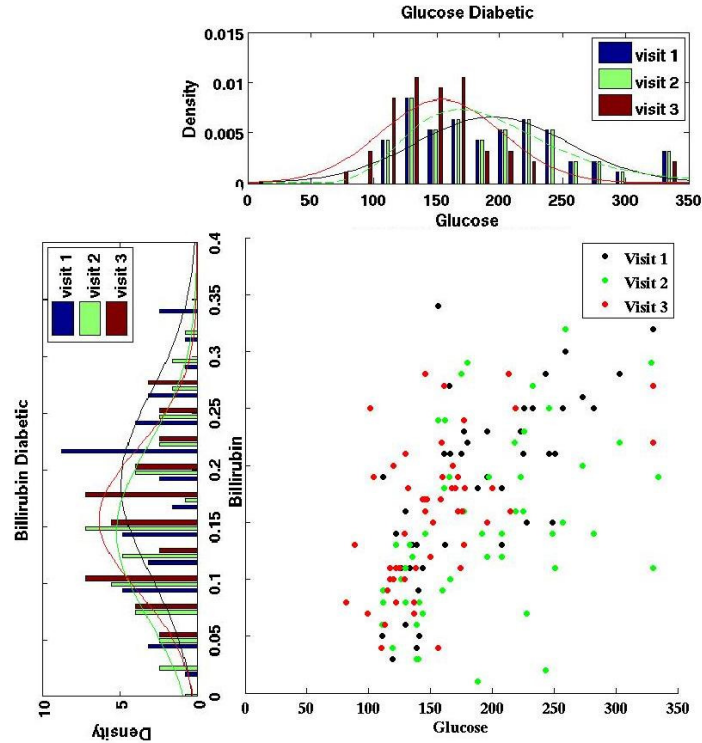 Glucose Diabetic
0.015
0.01
0.005
0
Density
visit 1
visit 2
visit 3
0 50 100 150 200 250 300 350
Glucose
Billirubin Diabetic
visit 1
visit 2
visit 3
0.4
0.35
0.3
0.25
0.2
0.15
0.1
0.05
0
10 5 0
Density
Billirubin
Visit 1
Visit 2
Visit 3
0 50 100 150 200 250 300 350
Glucose